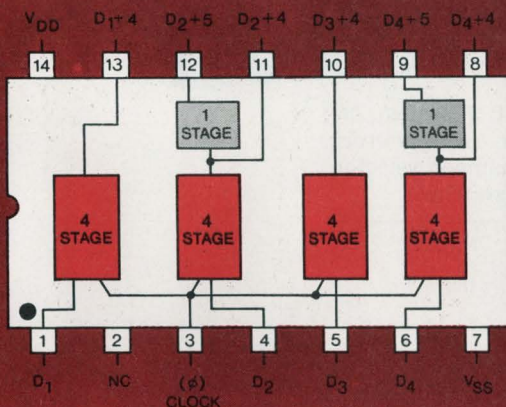 V_DD D₁+4 D₂+5 D₂+4 D₃+4 D₄+5 D₄+4
14 13 12 11 10 9 8
1 STAGE
1 STAGE
4 STAGE
4 STAGE
4 STAGE
4 STAGE
1 2 3 4 5 6 7
D₁ NC (φ) D₂ D₃ D₄ V_SS
CLOCK